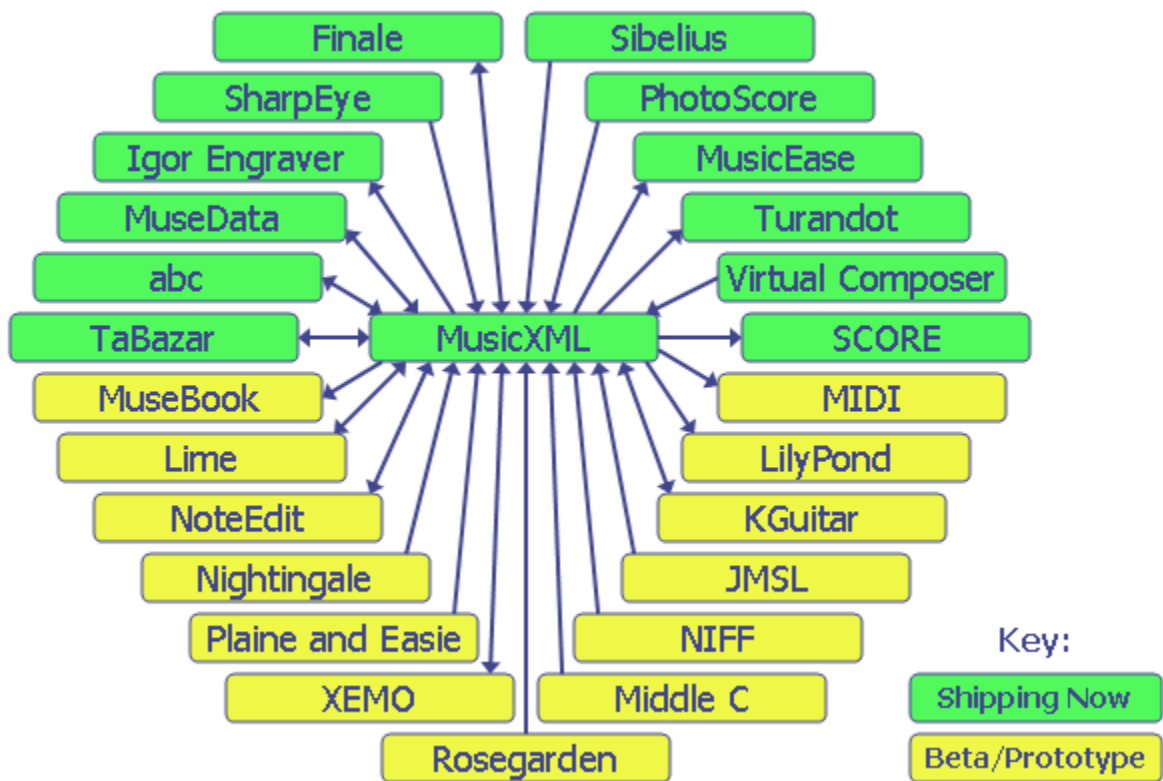 Finale
Sibelius
SharpEye
PhotoScore
Igor Engraver
MusicEase
MuseData
Turandot
abc
Virtual Composer
TaBazar
MusicXML
SCORE
MuseBook
MIDI
Lime
LilyPond
NoteEdit
KGuitar
Nightingale
JMSL
Plaine and Easie
NIFF
Key:
XEMO
Middle C
Shipping Now
Rosegarden
Beta/Prototype